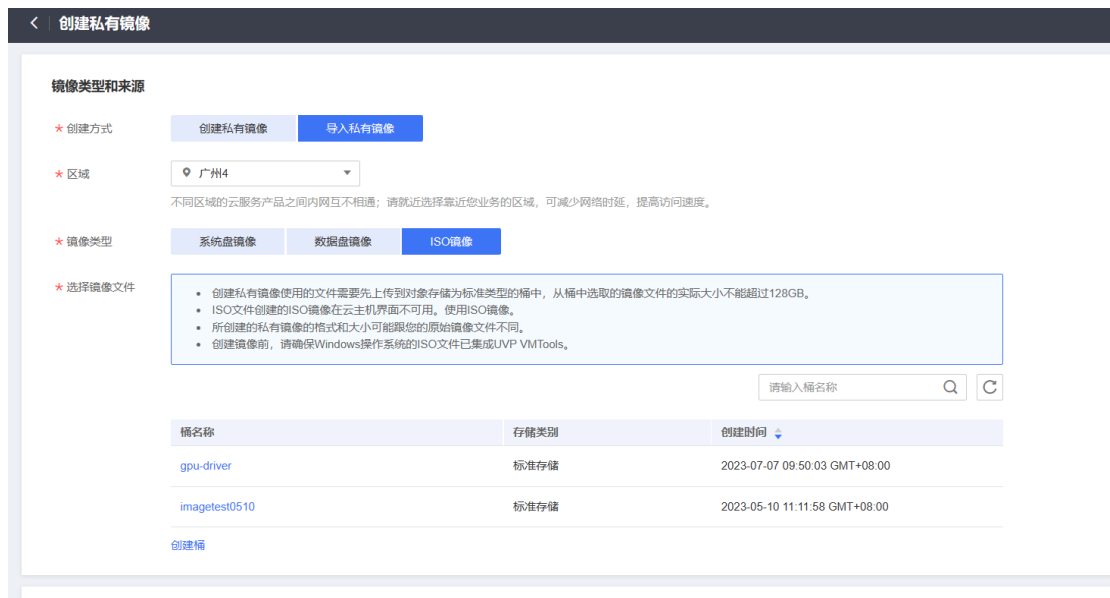 创建私有镜像
镜像类型和来源
* 创建方式 创建私有镜像 导入私有镜像
* 区域 广州4
不同区域的云服务产品之间内网互不相通；请就近选择靠近您业务的区域，可减少网络时延，提高访问速度。
* 镜像类型 系统盘镜像 数据盘镜像 ISO镜像
* 选择镜像文件
• 创建私有镜像使用的文件需要先上传到对象存储为标准类型的桶中，从桶中选取的镜像文件的实际大小不能超过128GB。
• ISO文件创建的ISO镜像在云主机界面不可用。使用ISO镜像。
• 所创建的私有镜像的格式和大小可能跟您的原始镜像文件不同。
• 创建镜像前，请确保Windows操作系统的ISO文件已集成UVP VMTools。
请输入桶名称
桶名称 存储类别 创建时间
gpu-driver 标准存储 2023-07-07 09:50:03 GMT+08:00
imagetest0510 标准存储 2023-05-10 11:11:58 GMT+08:00
创建桶